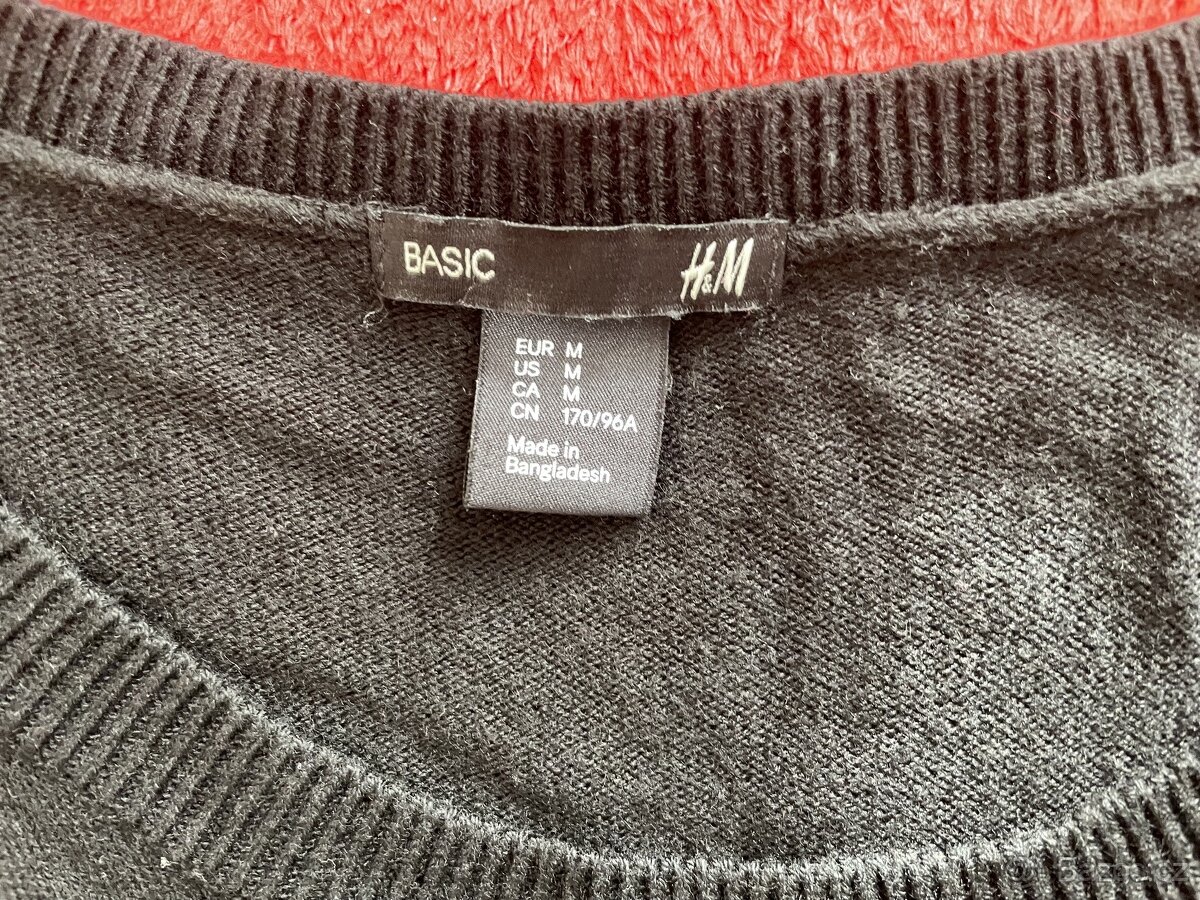 BASIC H&M
EUR M
US M
CA M
CN 170/96A
Made in
Bangladesh